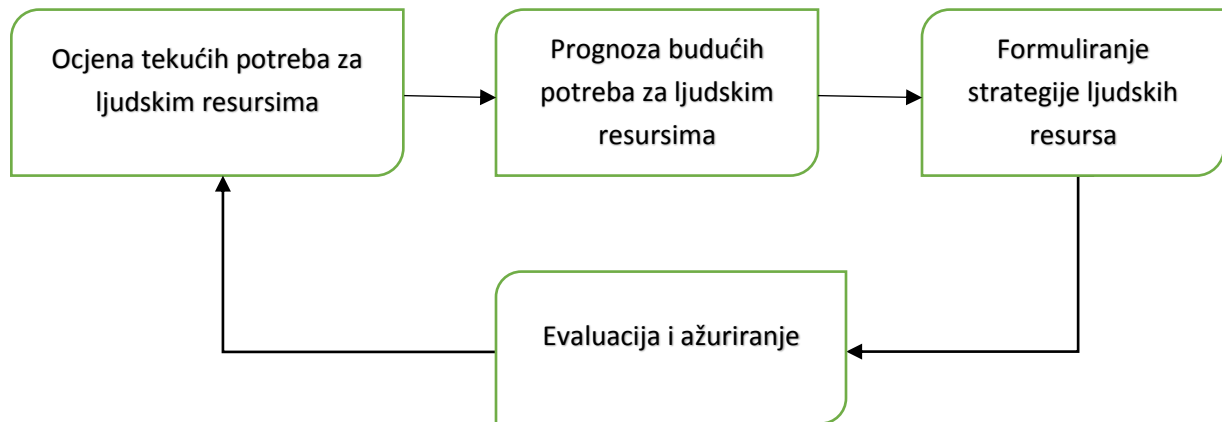 Ocjena tekućih potreba za
ljudskim resursima
Prognoza budućih
potreba za ljudskim
resursima
Formuliranje
strategije ljudskih
resursa
Evaluacija i ažuriranje